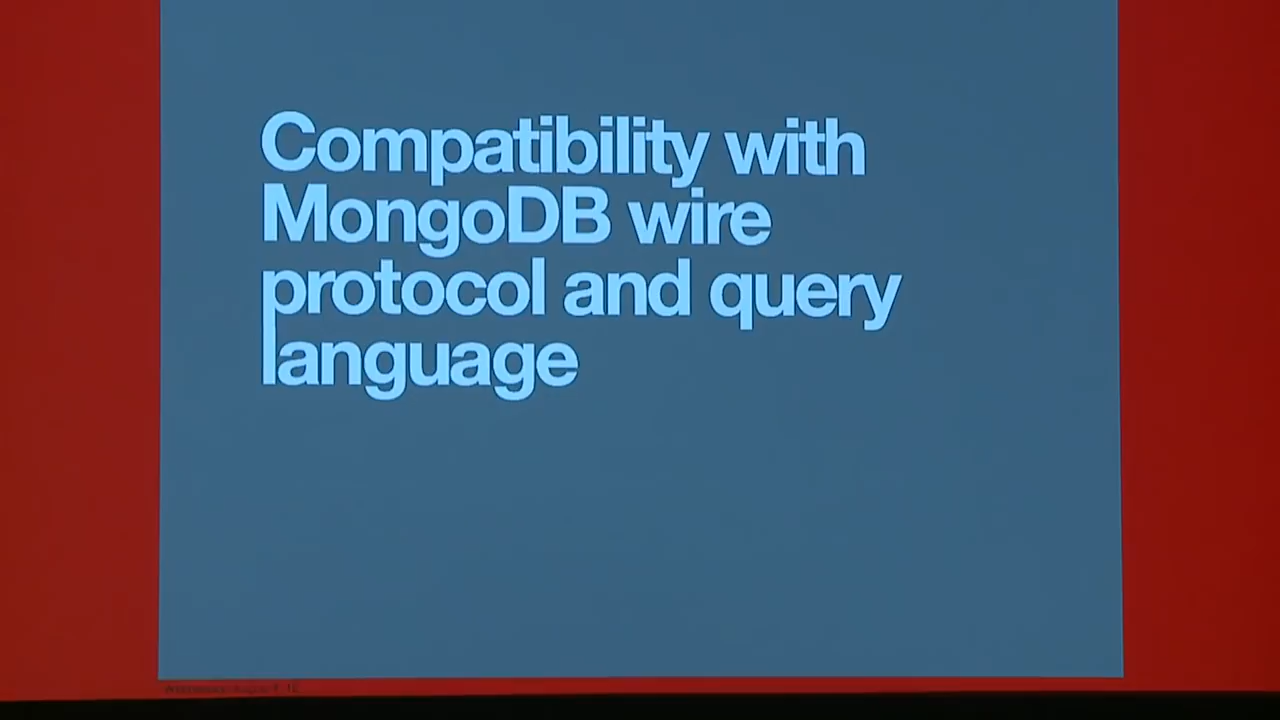 Compatibility with
MongoDB wire
protocol and query
language